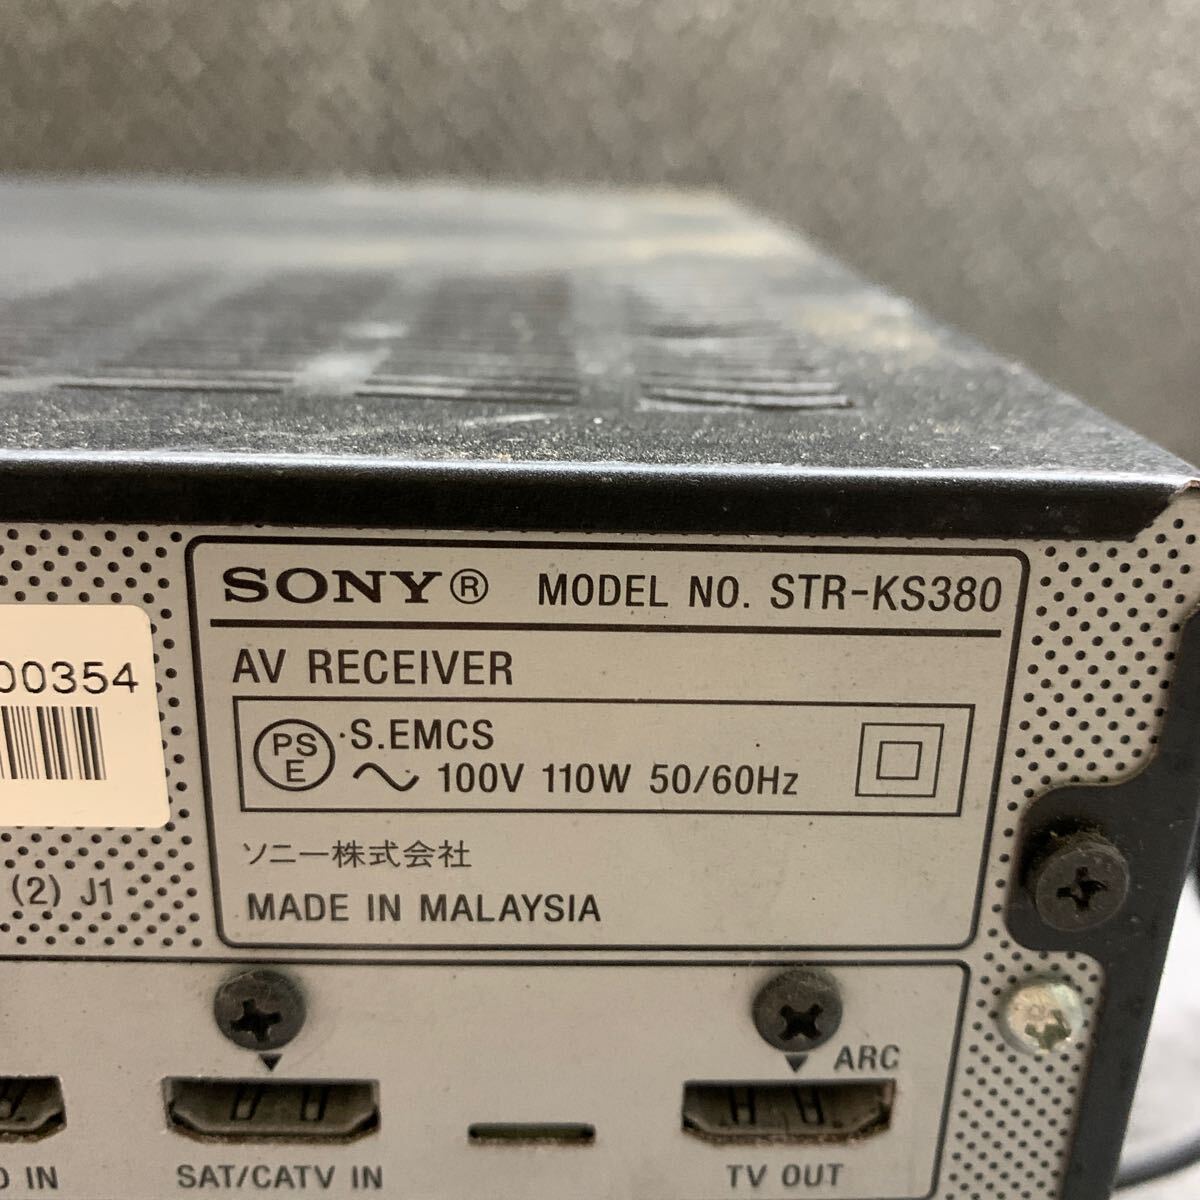 SONY® MODEL NO. STR-KS380
AV RECEIVER
PS E S.EMCS
100V 110W 50/60Hz
ソニー株式会社
MADE IN MALAYSIA
00354
(2) J1
ARC
IN
SAT/CATV IN
TV OUT